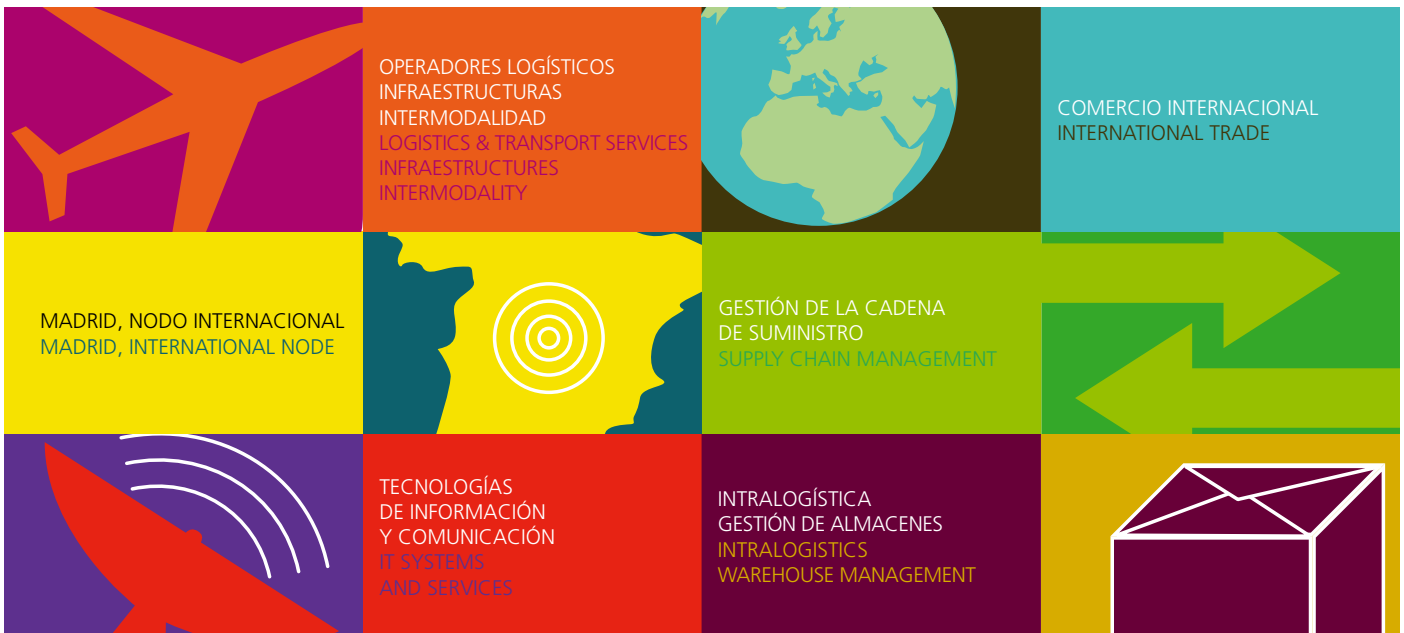 OPERADORES LOGÍSTICOS
INFRAESTRUCTURAS
INTERMODALIDAD
LOGISTICS & TRANSPORT SERVICES
INFRAESTRUCTURES
INTERMODALITY
COMERCIO INTERNACIONAL
INTERNATIONAL TRADE
MADRID, NODO INTERNACIONAL
MADRID, INTERNATIONAL NODE
GESTIÓN DE LA CADENA
DE SUMINISTRO
SUPPLY CHAIN MANAGEMENT
TECNOLOGÍAS
DE INFORMACIÓN
Y COMUNICACIÓN
IT SYSTEMS
AND SERVICES
INTRALOGÍSTICA
GESTIÓN DE ALMACENES
INTRALOGISTICS
WAREHOUSE MANAGEMENT